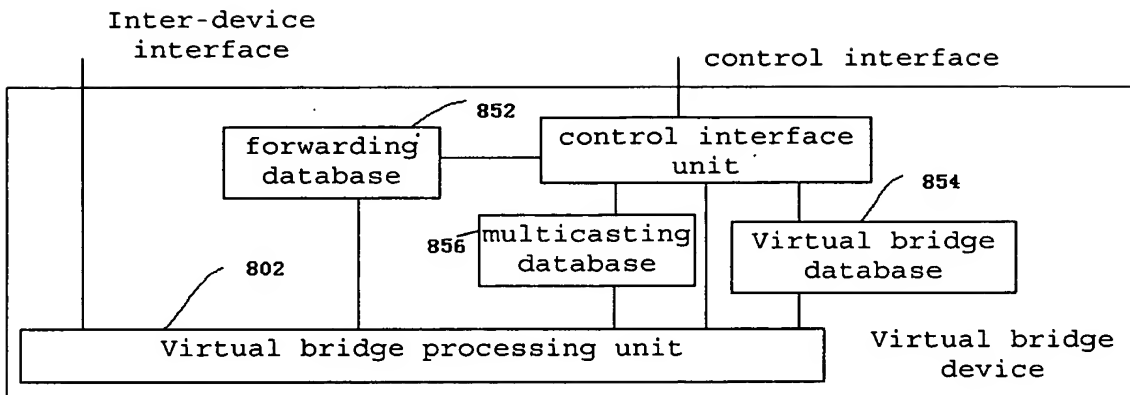 Inter-device
interface
control interface
852
forwarding
database
control interface
unit
854
856
multicasting
database
Virtual bridge
database
802
Virtual bridge processing unit
Virtual bridge
device